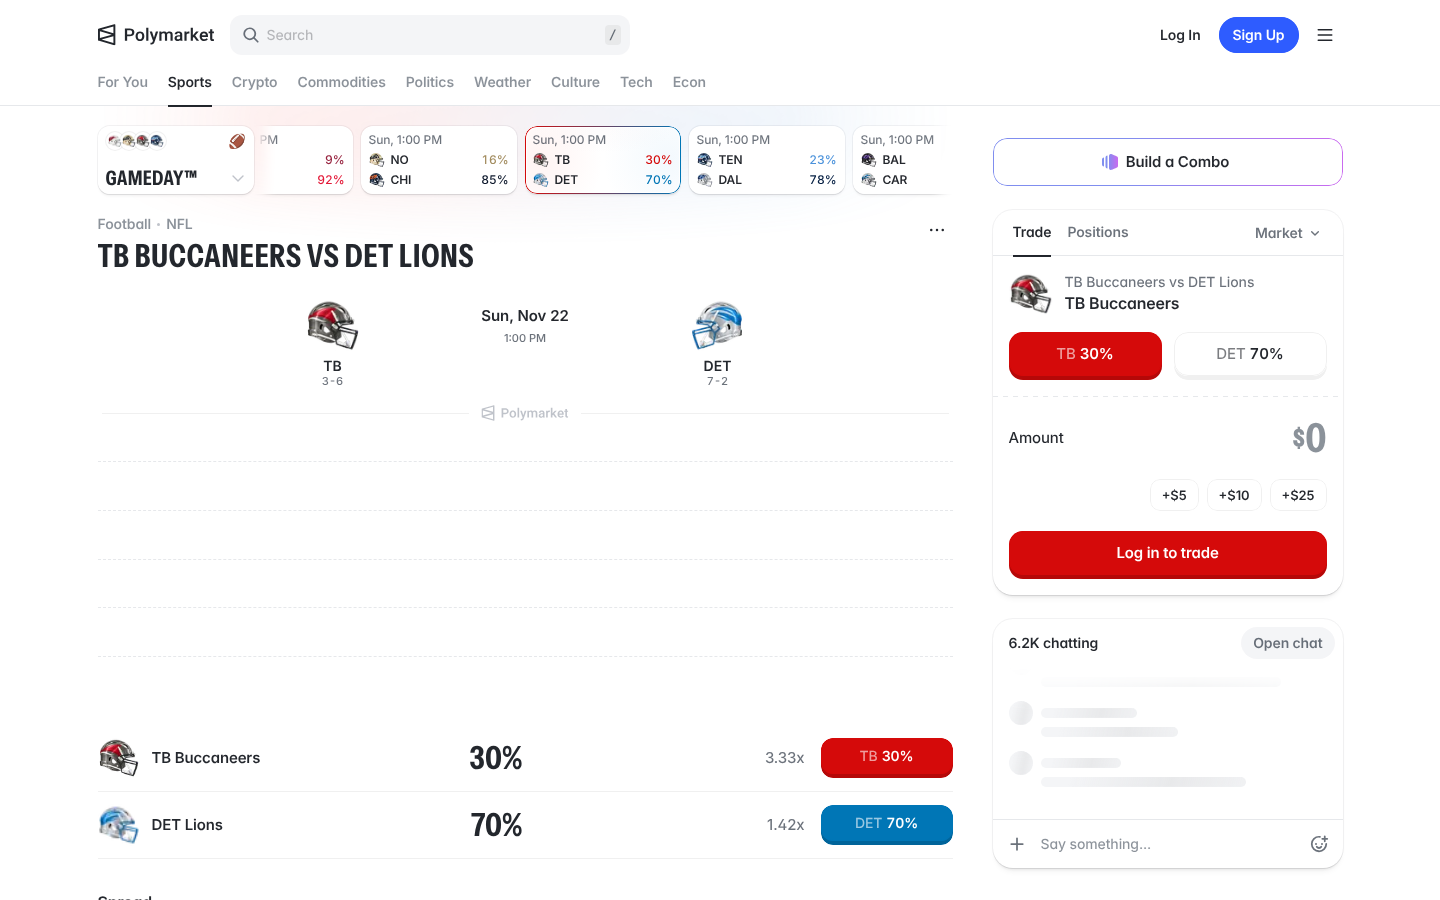 Polymarket
Search
/
Log In
Sign Up
For You
Sports
Crypto
Commodities
Politics
Weather
Culture
Tech
Econ
GAMEDAY™
PM
9%
92%
Sun, 1:00 PM
NO 16%
CHI 85%
Sun, 1:00 PM
TB 30%
DET 70%
Sun, 1:00 PM
TEN 23%
DAL 78%
Sun, 1:00 PM
BAL
CAR
Football · NFL
TB BUCCANEERS VS DET LIONS
Sun, Nov 22
1:00 PM
TB
3-6
DET
7-2
Polymarket
TB Buccaneers
30%
3.33x
TB 30%
DET Lions
70%
1.42x
DET 70%
Spread
Build a Combo
Trade
Positions
Market
TB Buccaneers vs DET Lions
TB Buccaneers
TB 30%
DET 70%
Amount
$0
+$5
+$10
+$25
Log in to trade
6.2K chatting
Open chat
Say something...